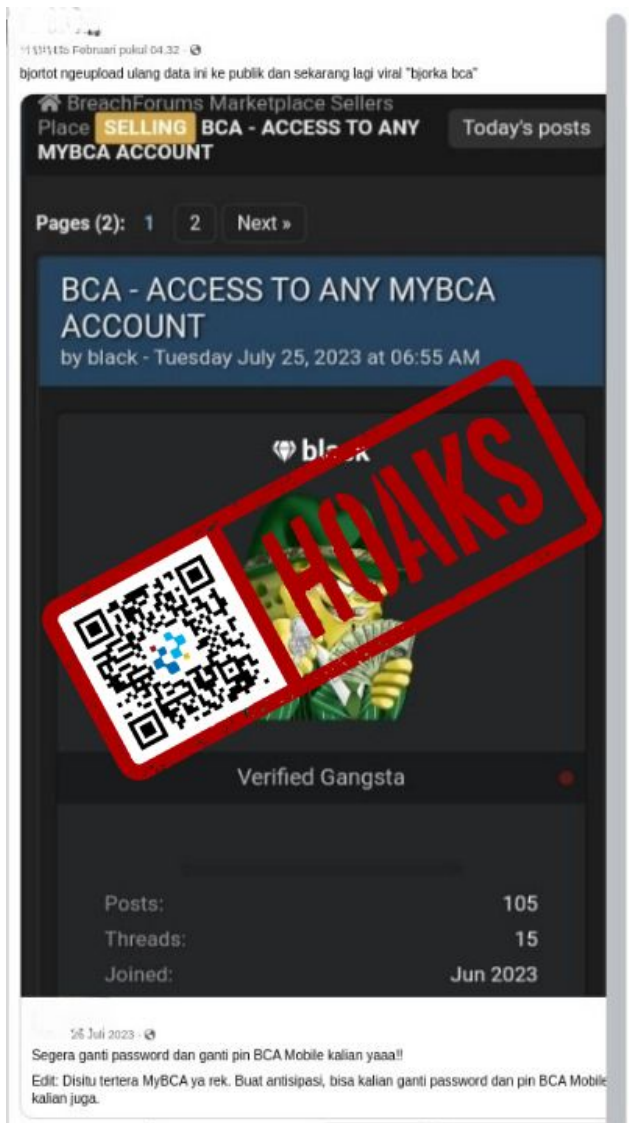 Februari pukul 04.32 ·
bjortot ngeupload ulang data ini ke publik dan sekarang lagi viral "bjorka bca"
BreachForums Marketplace Sellers
Place SELLING BCA - ACCESS TO ANY
MYBCA ACCOUNT
Today's posts
Pages (2): 1 2 Next »
BCA - ACCESS TO ANY MYBCA
ACCOUNT
by black - Tuesday July 25, 2023 at 06:55 AM
black
HOAKS
Verified Gangsta
Posts: 105
Threads: 15
Joined: Jun 2023
Juli 2023 ·
Segera ganti password dan ganti pin BCA Mobile kalian yaaa!!
Edit: Disitu tertera MyBCA ya rek. Buat antisipasi, bisa kalian ganti password dan pin BCA Mobile
kalian juga.